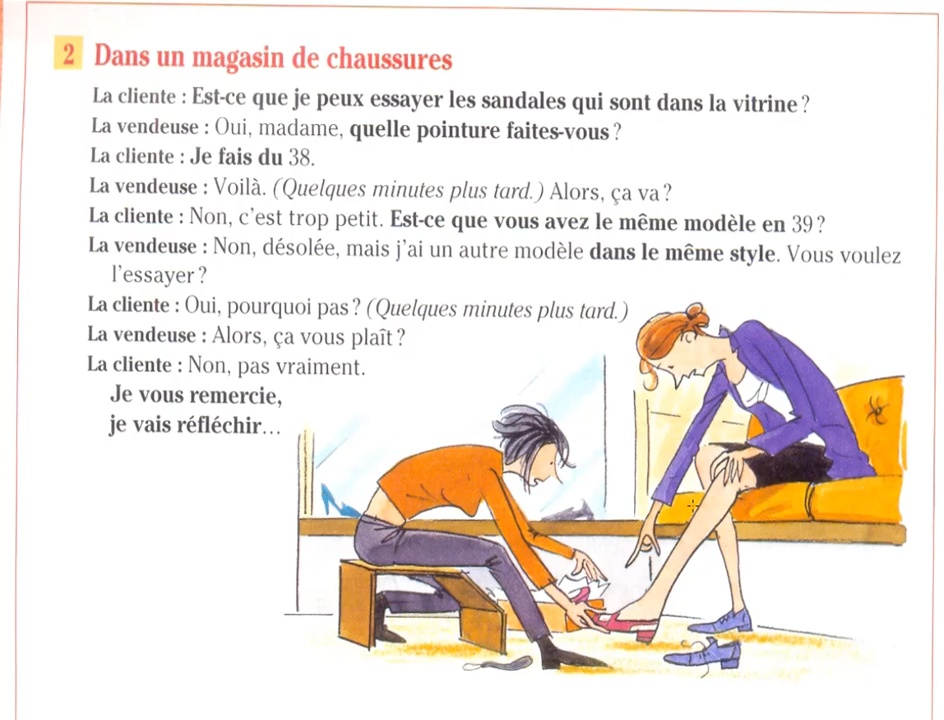 2 Dans un magasin de chaussures
La cliente : Est-ce que je peux essayer les sandales qui sont dans la vitrine ?
La vendeuse : Oui, madame, quelle pointure faites-vous ?
La cliente : Je fais du 38.
La vendeuse : Voilà. (Quelques minutes plus tard.) Alors, ça va ?
La cliente : Non, c'est trop petit. Est-ce que vous avez le même modèle en 39 ?
La vendeuse : Non, désolée, mais j'ai un autre modèle dans le même style. Vous voulez
l'essayer ?
La cliente : Oui, pourquoi pas ? (Quelques minutes plus tard.)
La vendeuse : Alors, ça vous plaît ?
La cliente : Non, pas vraiment.
Je vous remercie,
je vais réfléchir...